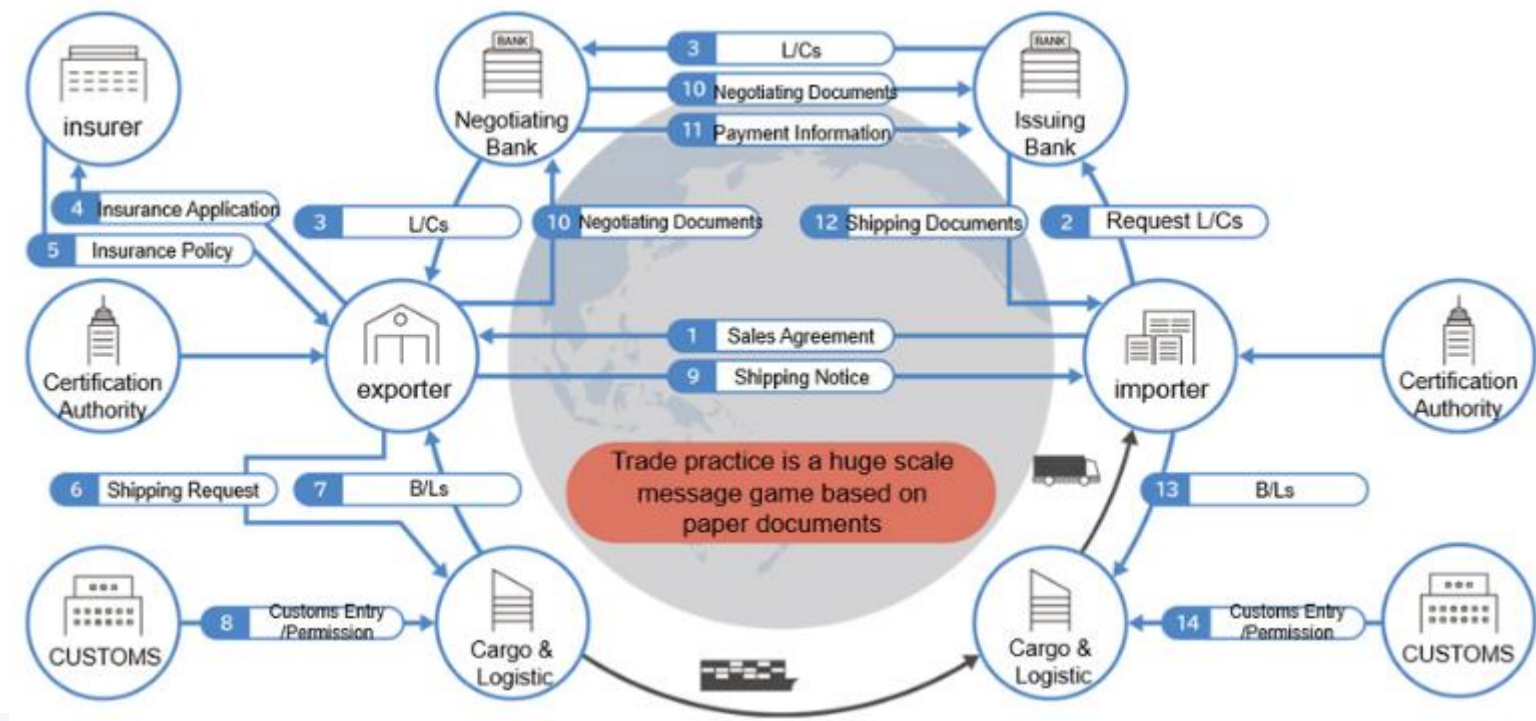 BANK
BANK
3 L/Cs
10 Negotiating Documents
11 Payment Information
insurer
Negotiating
Bank
Issuing
Bank
4 Insurance Application
3 L/Cs
10 Negotiating Documents
12 Shipping Documents
2 Request L/Cs
5 Insurance Policy
1 Sales Agreement
9 Shipping Notice
Certification
Authority
exporter
importer
Certification
Authority
Trade practice is a huge scale
message game based on
paper documents
6 Shipping Request
7 B/Ls
13 B/Ls
8 Customs Entry
/Permission
14 Customs Entry
/Permission
CUSTOMS
Cargo &
Logistic
Cargo &
Logistic
CUSTOMS